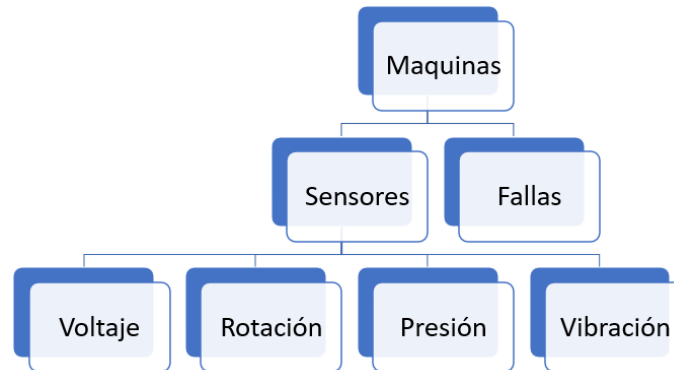 Maquinas
Sensores
Fallas
Voltaje
Rotación
Presión
Vibración